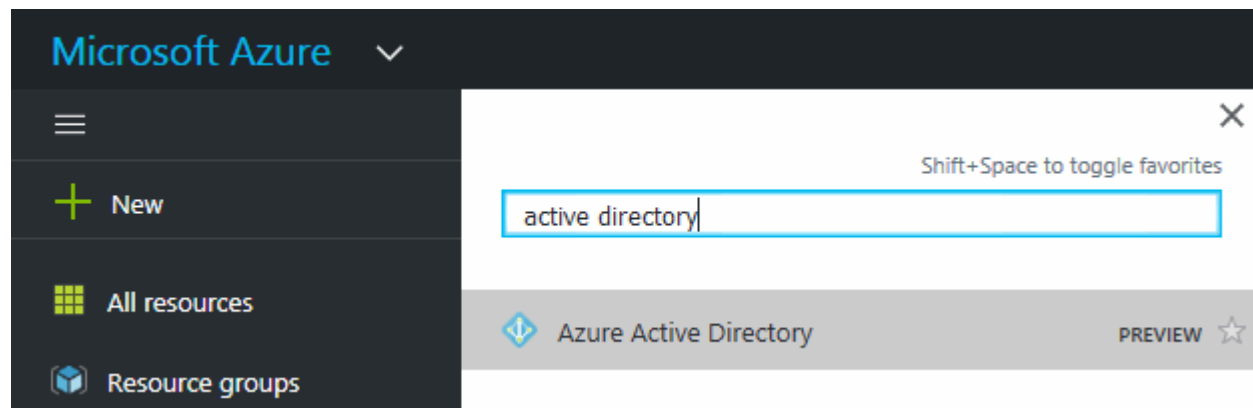 Microsoft Azure
Shift+Space to toggle favorites
New
active directory
All resources
Azure Active Directory PREVIEW
Resource groups